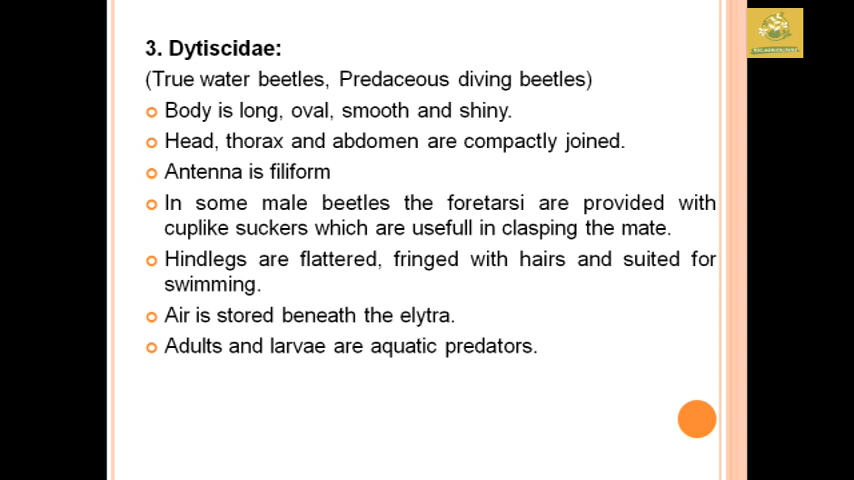 3. Dytiscidae:
(True water beetles, Predaceous diving beetles)
Body is long, oval, smooth and shiny.
Head, thorax and abdomen are compactly joined.
Antenna is filiform
In some male beetles the foretarsi are provided with
cuplike suckers which are usefull in clasping the mate.
Hindlegs are flattered, fringed with hairs and suited for
swimming.
Air is stored beneath the elytra.
Adults and larvae are aquatic predators.